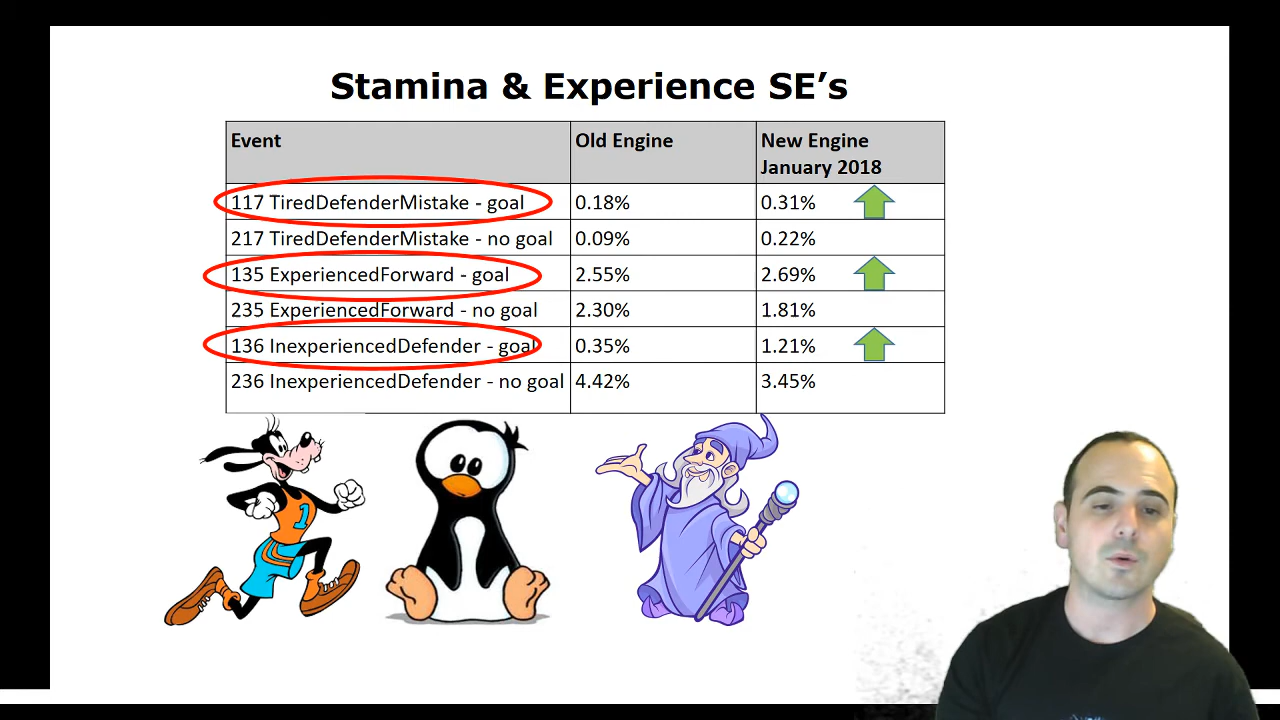 Stamina & Experience SE’s
Event Old Engine New Engine
January 2018
117 TiredDefenderMistake - goal 0.18% 0.31%
217 TiredDefenderMistake - no goal 0.09% 0.22%
135 ExperiencedForward - goal 2.55% 2.69%
235 ExperiencedForward - no goal 2.30% 1.81%
136 InexperiencedDefender - goal 0.35% 1.21%
236 InexperiencedDefender - no goal 4.42% 3.45%
1